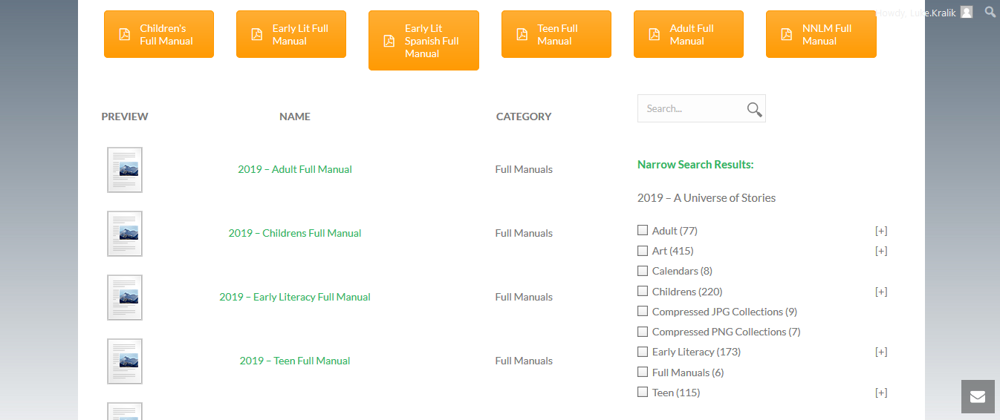 Howdy, Luke.Kralik
Children's
Full Manual
Early Lit Full
Manual
Early Lit
Spanish Full
Manual
Teen Full
Manual
Adult Full
Manual
NNLM Full
Manual
Search...
PREVIEW NAME CATEGORY
2019 – Adult Full Manual Full Manuals
2019 – Childrens Full Manual Full Manuals
2019 – Early Literacy Full Manual Full Manuals
2019 – Teen Full Manual Full Manuals
Narrow Search Results:
2019 – A Universe of Stories
Adult (77) [+]
Art (415) [+]
Calendars (8)
Childrens (220) [+]
Compressed JPG Collections (9)
Compressed PNG Collections (7)
Early Literacy (173) [+]
Full Manuals (6)
Teen (115) [+]